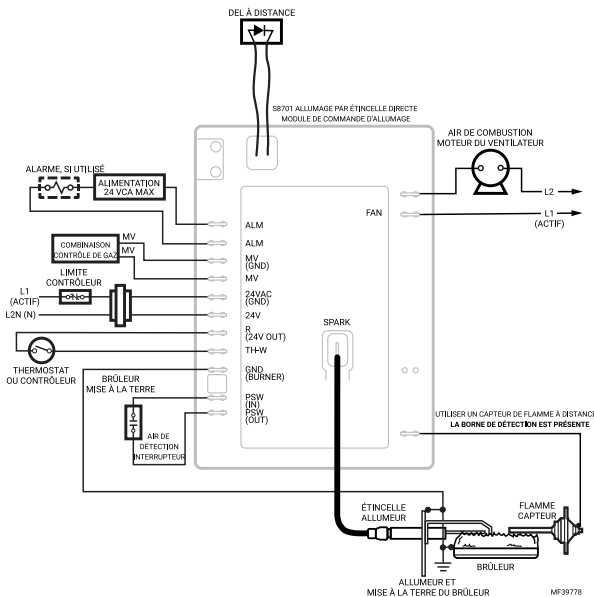 DEL À DISTANCE
S8701 ALLUMAGE PAR ÉTINCELLE DIRECTE
MODULE DE COMMANDE D'ALLUMAGE
AIR DE COMBUSTION
MOTEUR DU VENTILATEUR
L2
L1
(ACTIF)
FAN
ALARME, SI UTILISÉ
ALIMENTATION
24 VCA MAX
ALM
ALM
COMBINAISON
CONTRÔLE DE GAZ
MV
MV
MV
(GND)
MV
LIMITE
CONTRÔLEUR
L1
(ACTIF)
L2N (N)
24VAC
(GND)
24V
R
(24V OUT)
TH-W
THERMOSTAT
OU CONTRÔLEUR
GND
(BURNER)
BRÛLEUR
MISE À LA TERRE
PSW
(IN)
PSW
(OUT)
AIR DE
DÉTECTION
INTERRUPTEUR
SPARK
UTILISER UN CAPTEUR DE FLAMME À DISTANCE
LA BORNE DE DÉTECTION EST PRÉSENTE
ÉTINCELLE
ALLUMEUR
FLAMME
CAPTEUR
BRÛLEUR
ALLUMEUR ET
MISE À LA TERRE DU BRÛLEUR
MF39778